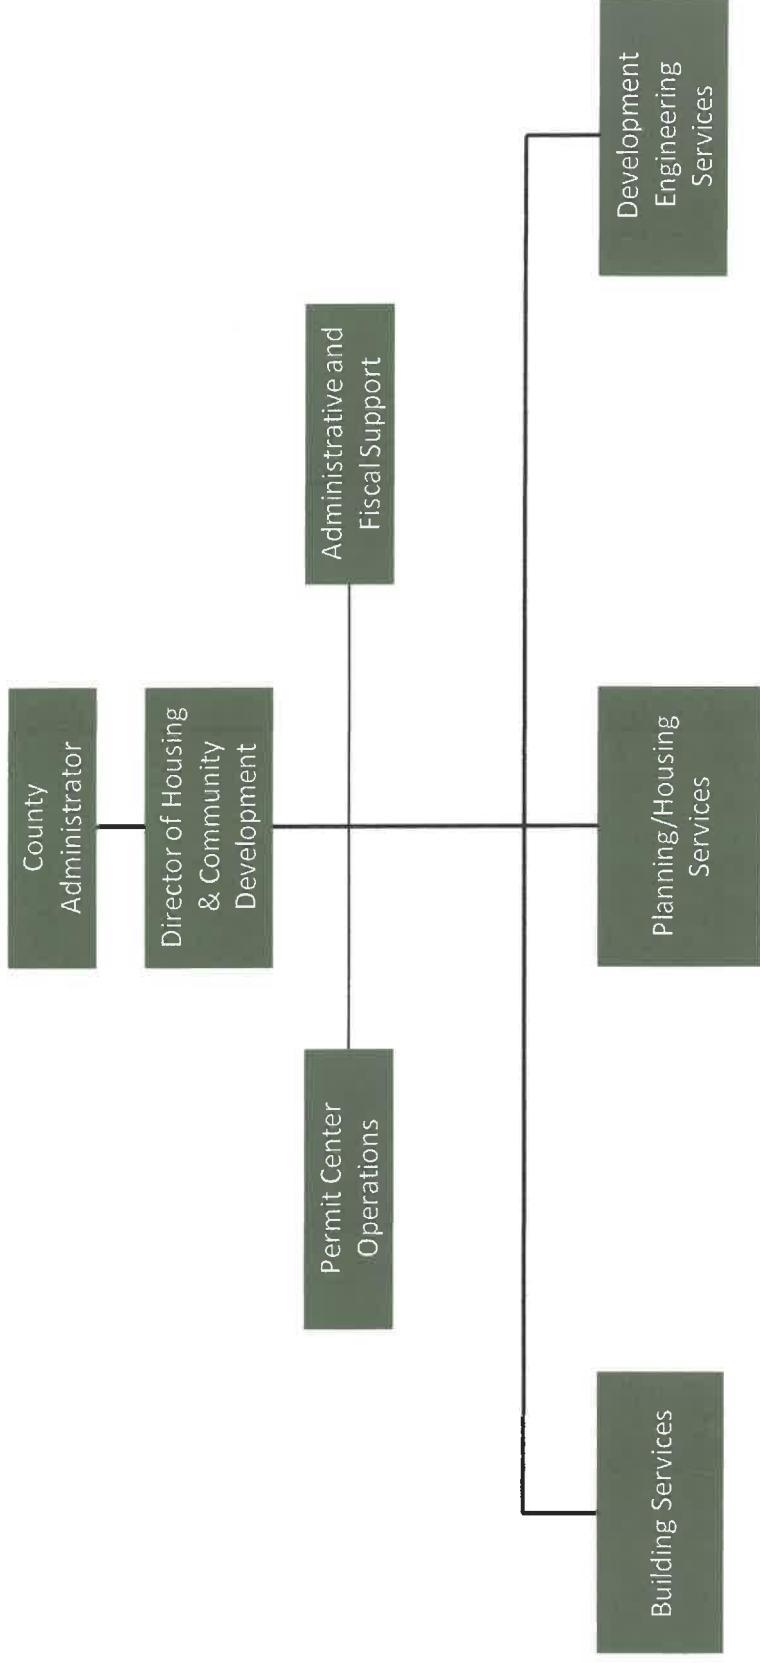 County
Administrator
Director of Housing
& Community
Development
Permit Center
Operations
Administrative and
Fiscal Support
Building Services
Planning/Housing
Services
Development
Engineering
Services